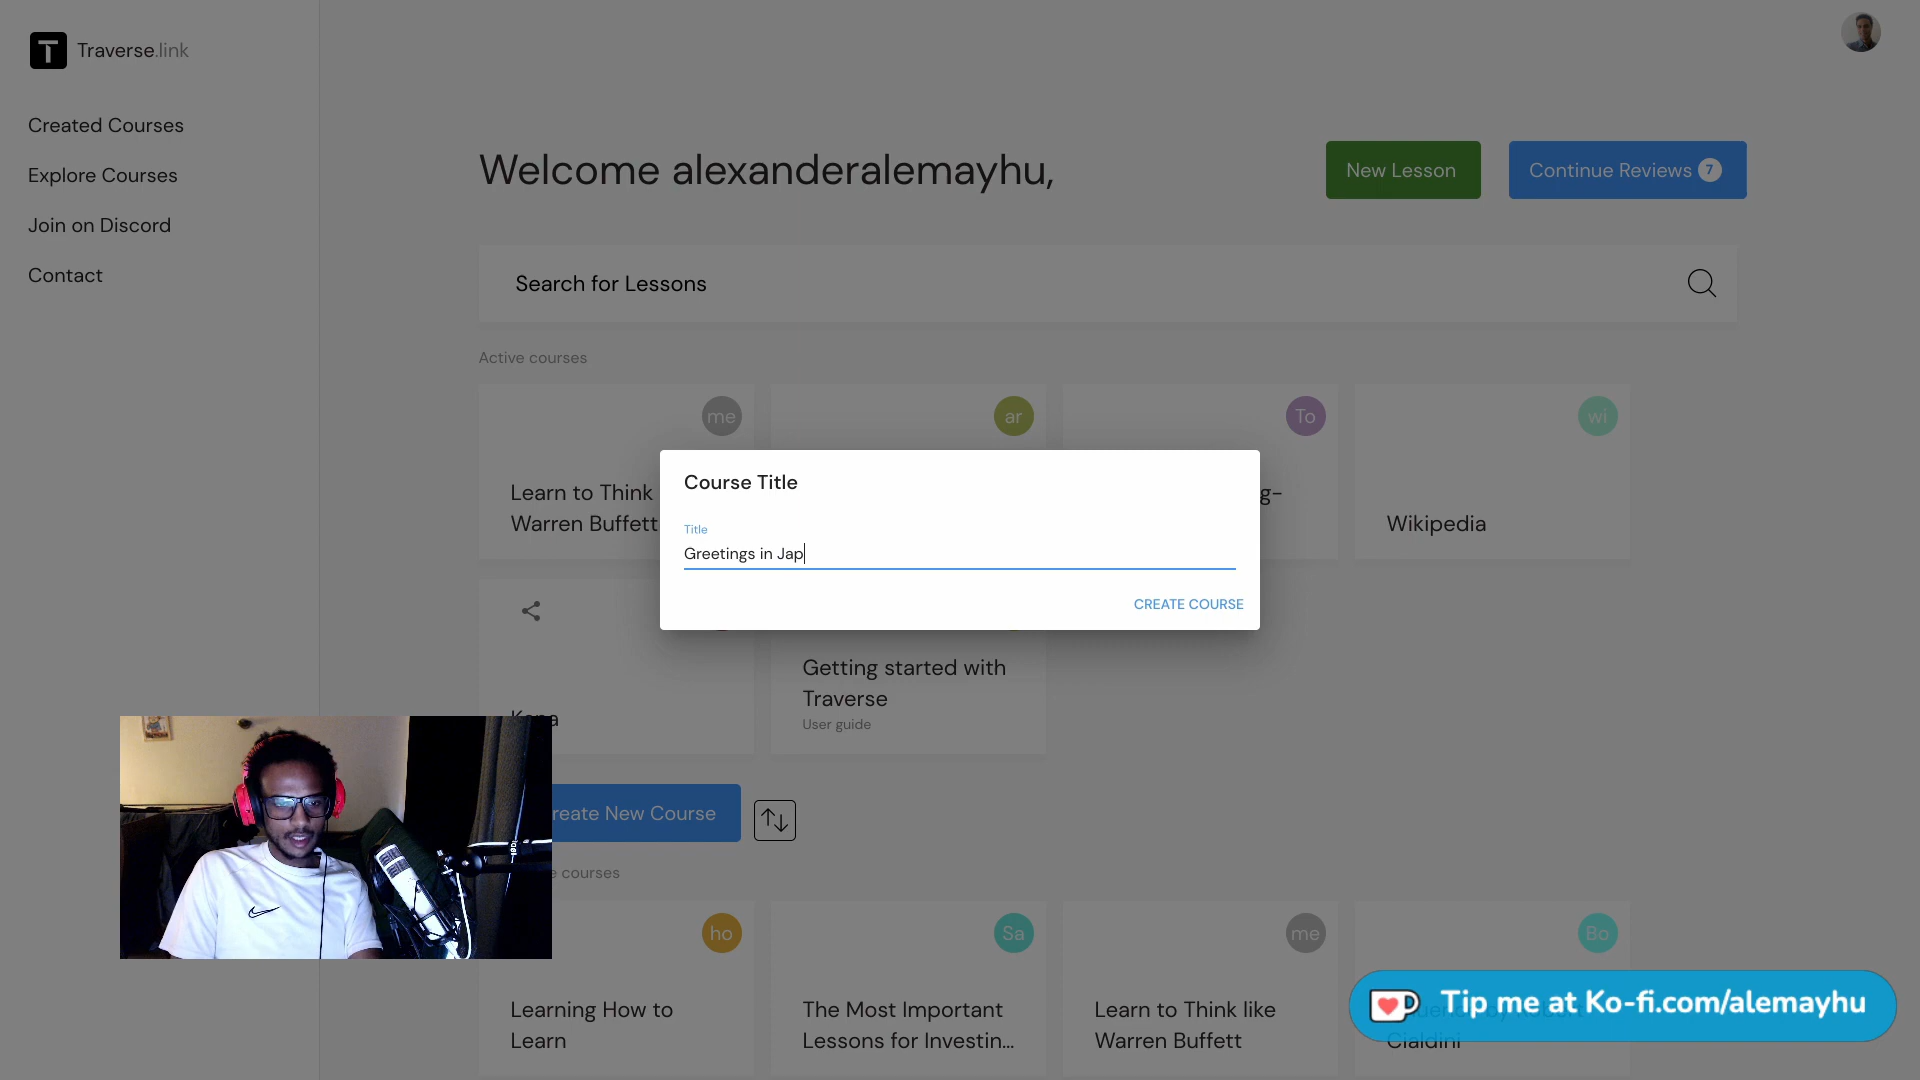 Traverse.link
Created Courses
Explore Courses
Join on Discord
Contact
Welcome alexanderalemayhu,
New Lesson
Continue Reviews 7
Search for Lessons
Active courses
me
Learn to Think
Warren Buffett
ar
To
g-
wi
Wikipedia
Course Title
Title
Greetings in Jap
CREATE COURSE
Getting started with
Traverse
User guide
reate New Course
courses
ho
Learning How to
Learn
Sa
The Most Important
Lessons for Investin...
me
Learn to Think like
Warren Buffett
Bo
Cialdini
Tip me at Ko-fi.com/alemayhu